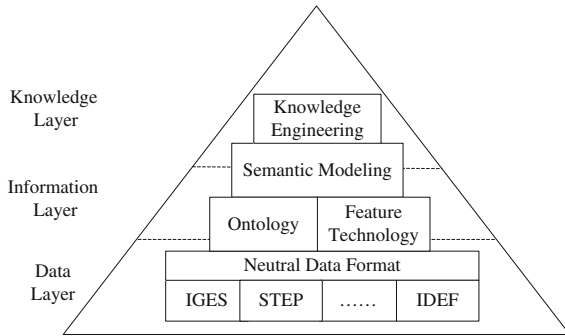 Knowledge
Layer
Knowledge
Engineering
Semantic Modeling
Information
Layer
Ontology
Feature
Technology
Data
Layer
Neutral Data Format
IGES
STEP
......
IDEF